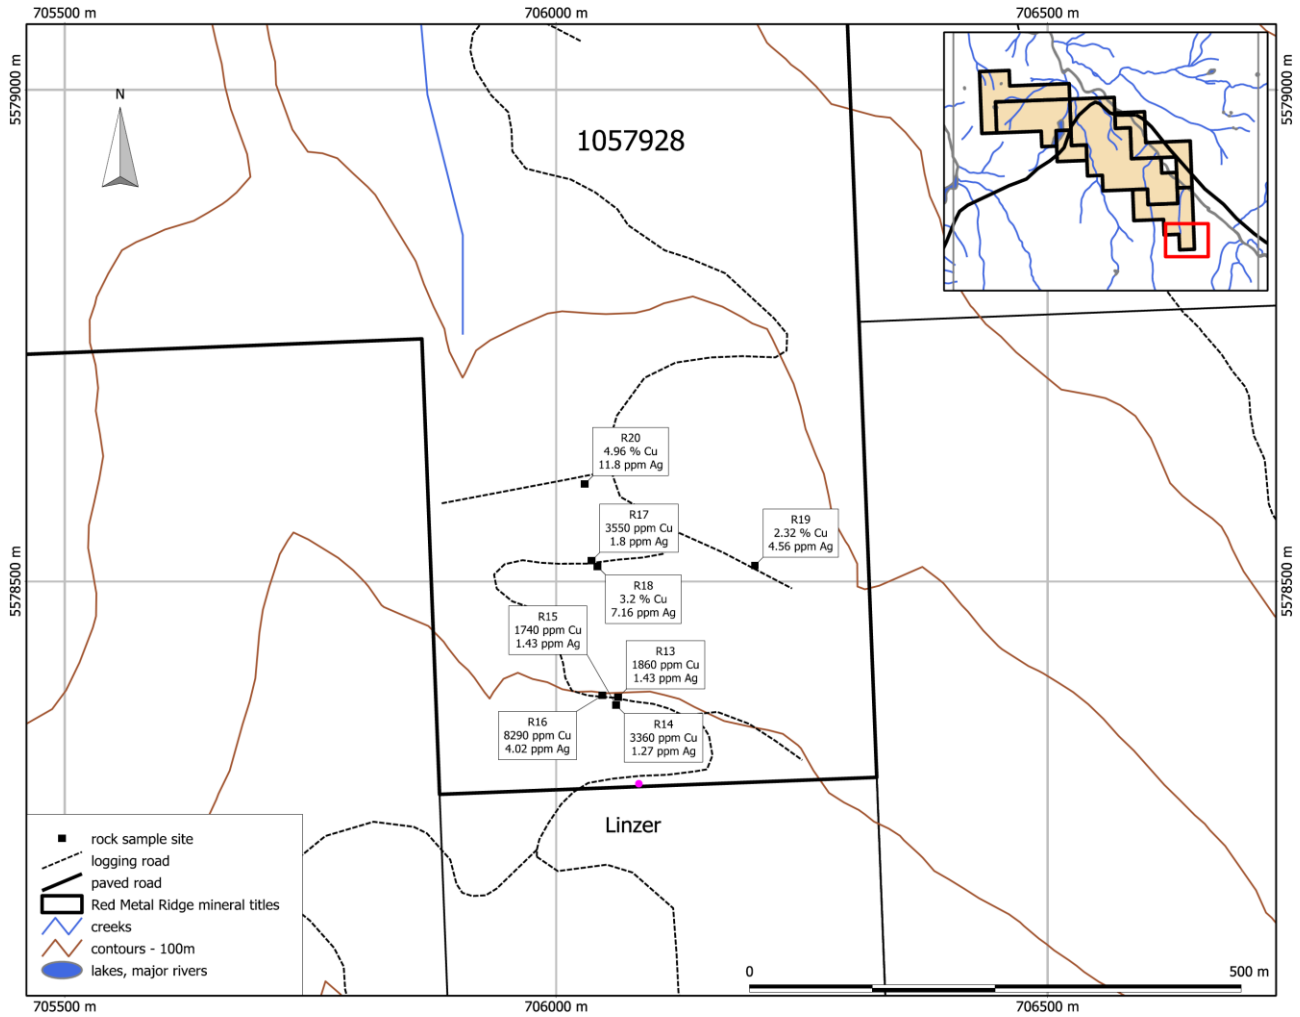 705500 m
706000 m
706500 m
5579000 m
5579000 m
N
1057928
R20
4.96 % Cu
11.8 ppm Ag
R17
3550 ppm Cu
1.8 ppm Ag
R19
2.32 % Cu
4.56 ppm Ag
5578500 m
5578500 m
R18
3.2 % Cu
7.16 ppm Ag
R15
1740 ppm Cu
1.43 ppm Ag
R13
1860 ppm Cu
1.43 ppm Ag
R16
8290 ppm Cu
4.02 ppm Ag
R14
3360 ppm Cu
1.27 ppm Ag
Linzer
rock sample site
logging road
paved road
Red Metal Ridge mineral titles
creeks
contours - 100m
lakes, major rivers
0
500 m
705500 m
706000 m
706500 m